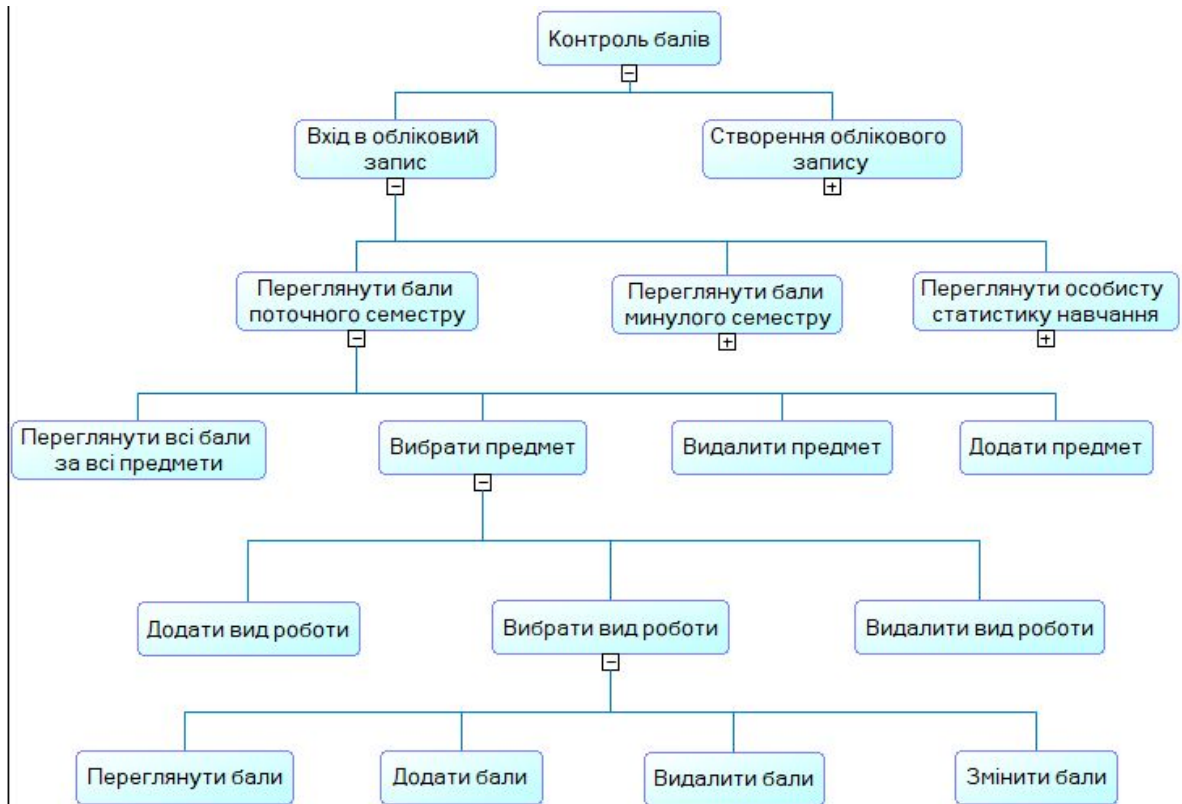 Контроль балів
Вхід в обліковий
запис
Створення облікового
запису
Переглянути бали
поточного семестру
Переглянути бали
минулого семестру
Переглянути особисту
статистику навчання
Переглянути всі бали
за всі предмети
Вибрати предмет
Видалити предмет
Додати предмет
Додати вид роботи
Вибрати вид роботи
Видалити вид роботи
Переглянути бали
Додати бали
Видалити бали
Змінити бали